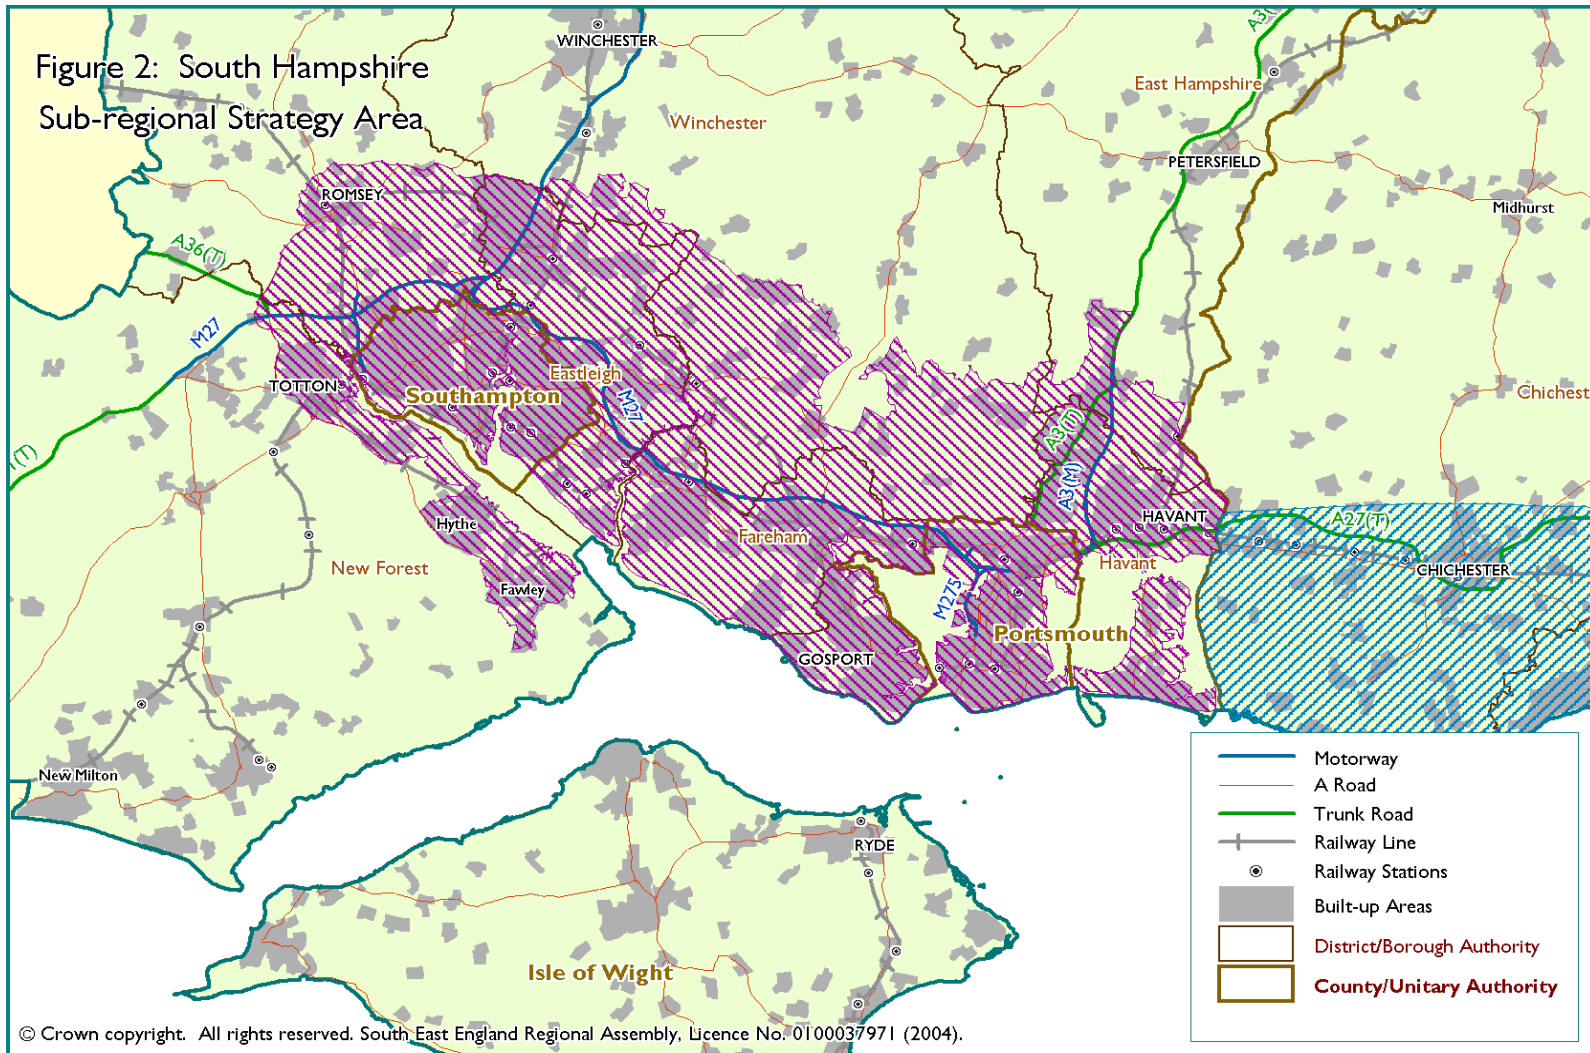 Figure 2: South Hampshire
Sub-regional Strategy Area
WINCHESTER
A3(
East Hampshire
Winchester
PETERSFIELD
ROMSEY
Midhurst
A36(T)
M27
TOTTON
Southampton
Eastleigh
M27
A3(T)
A3(M)
Chichest
(T)
Hythe
HAVANT
A27(T)
Fareham
Havant
CHICHESTER
New Forest
Fawley
M275
Portsmouth
GOSPORT
New Milton
RYDE
Isle of Wight
Motorway
A Road
Trunk Road
Railway Line
Railway Stations
Built-up Areas
District/Borough Authority
County/Unitary Authority
© Crown copyright. All rights reserved. South East England Regional Assembly, Licence No. 0100037971 (2004).